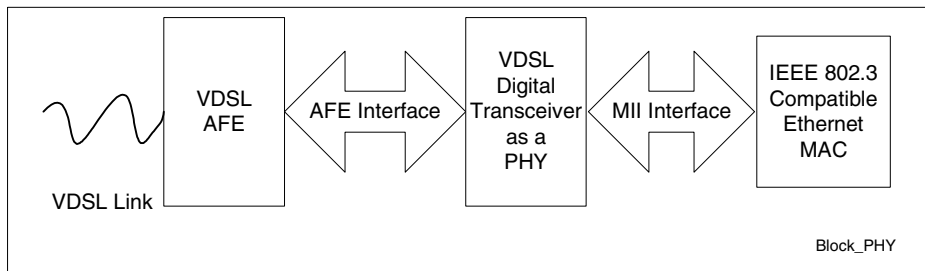 VDSL Link
VDSL
AFE
AFE Interface
VDSL
Digital
Transceiver
as a
PHY
MII Interface
IEEE 802.3
Compatible
Ethernet
MAC
Block_PHY